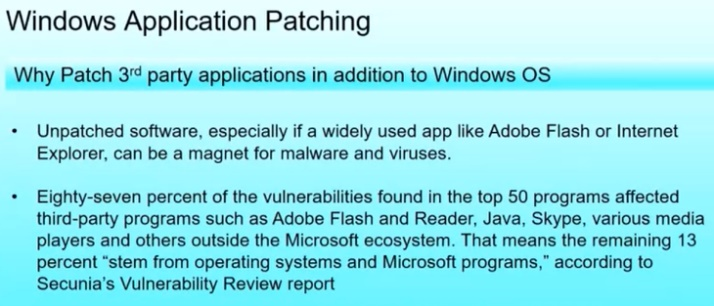 Windows Application Patching
Why Patch 3rd party applications in addition to Windows OS
• Unpatched software, especially if a widely used app like Adobe Flash or Internet
Explorer, can be a magnet for malware and viruses.
• Eighty-seven percent of the vulnerabilities found in the top 50 programs affected
third-party programs such as Adobe Flash and Reader, Java, Skype, various media
players and others outside the Microsoft ecosystem. That means the remaining 13
percent “stem from operating systems and Microsoft programs,” according to
Secunia’s Vulnerability Review report